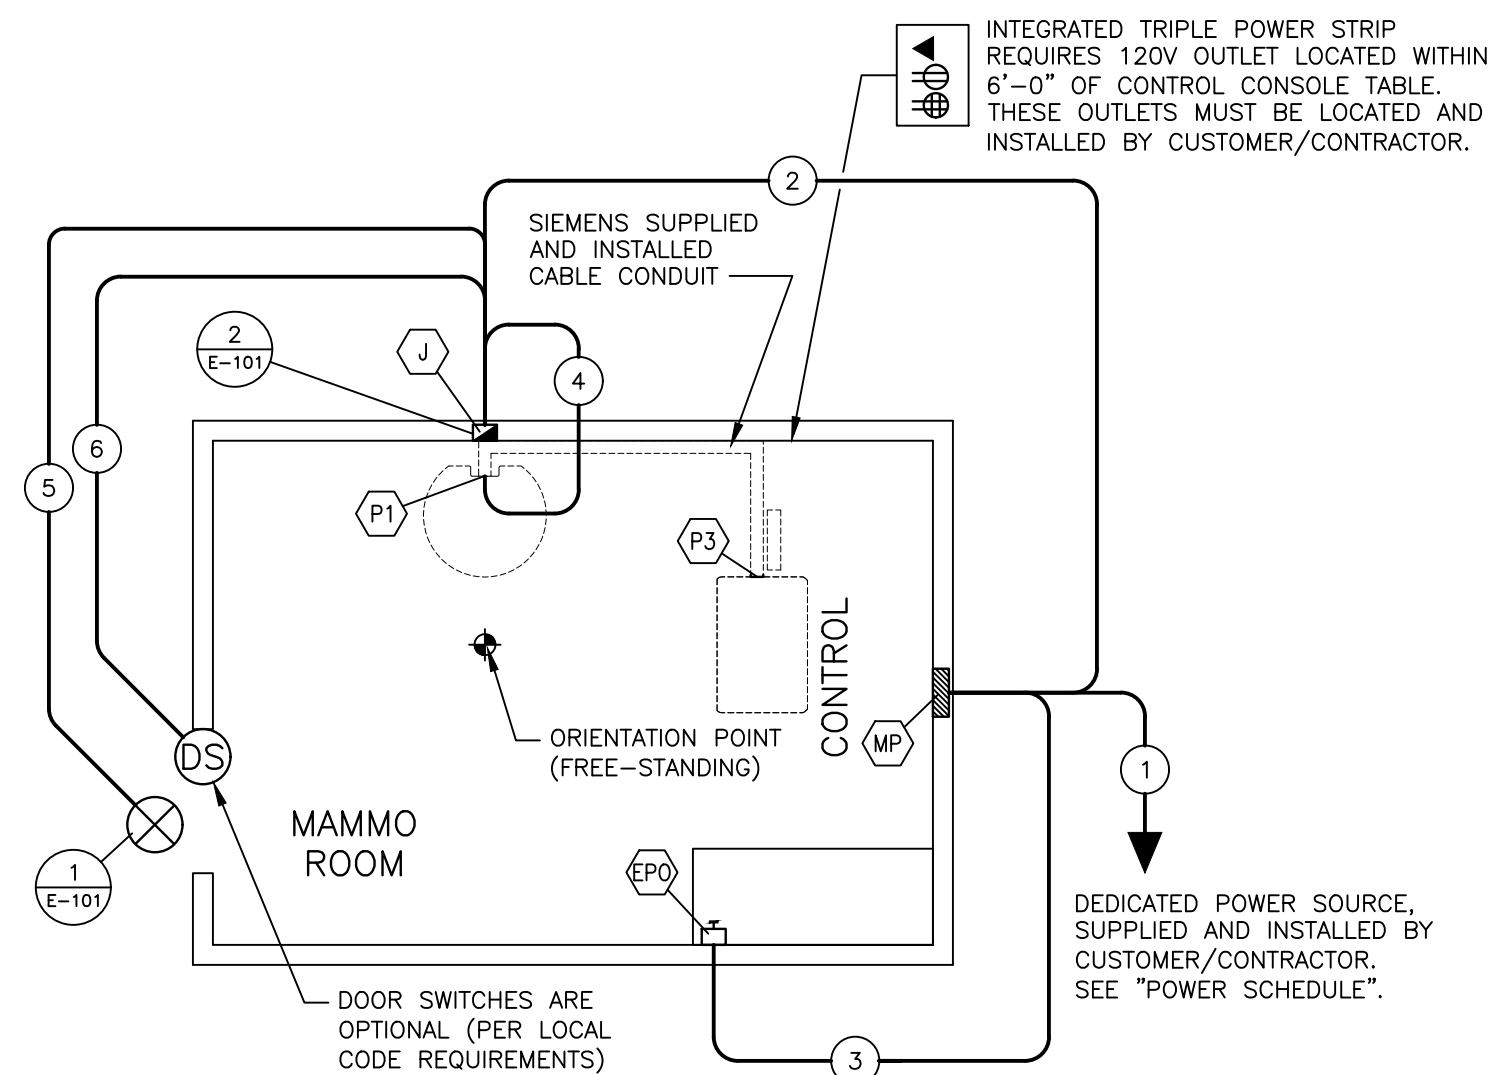 INTEGRATED TRIPLE POWER STRIP
REQUIRES 120V OUTLET LOCATED WITHIN
6'-0" OF CONTROL CONSOLE TABLE.
THESE OUTLETS MUST BE LOCATED AND
INSTALLED BY CUSTOMER/CONTRACTOR.
2
SIEMENS SUPPLIED
AND INSTALLED
CABLE CONDUIT
2
E-101
J
4
6
5
P1
P3
CONTROL
ORIENTATION POINT
(FREE-STANDING)
MP
DS
1
MAMMO
ROOM
1
E-101
EPO
DEDICATED POWER SOURCE,
SUPPLIED AND INSTALLED BY
CUSTOMER/CONTRACTOR.
SEE "POWER SCHEDULE".
DOOR SWITCHES ARE
OPTIONAL (PER LOCAL
CODE REQUIREMENTS)
3